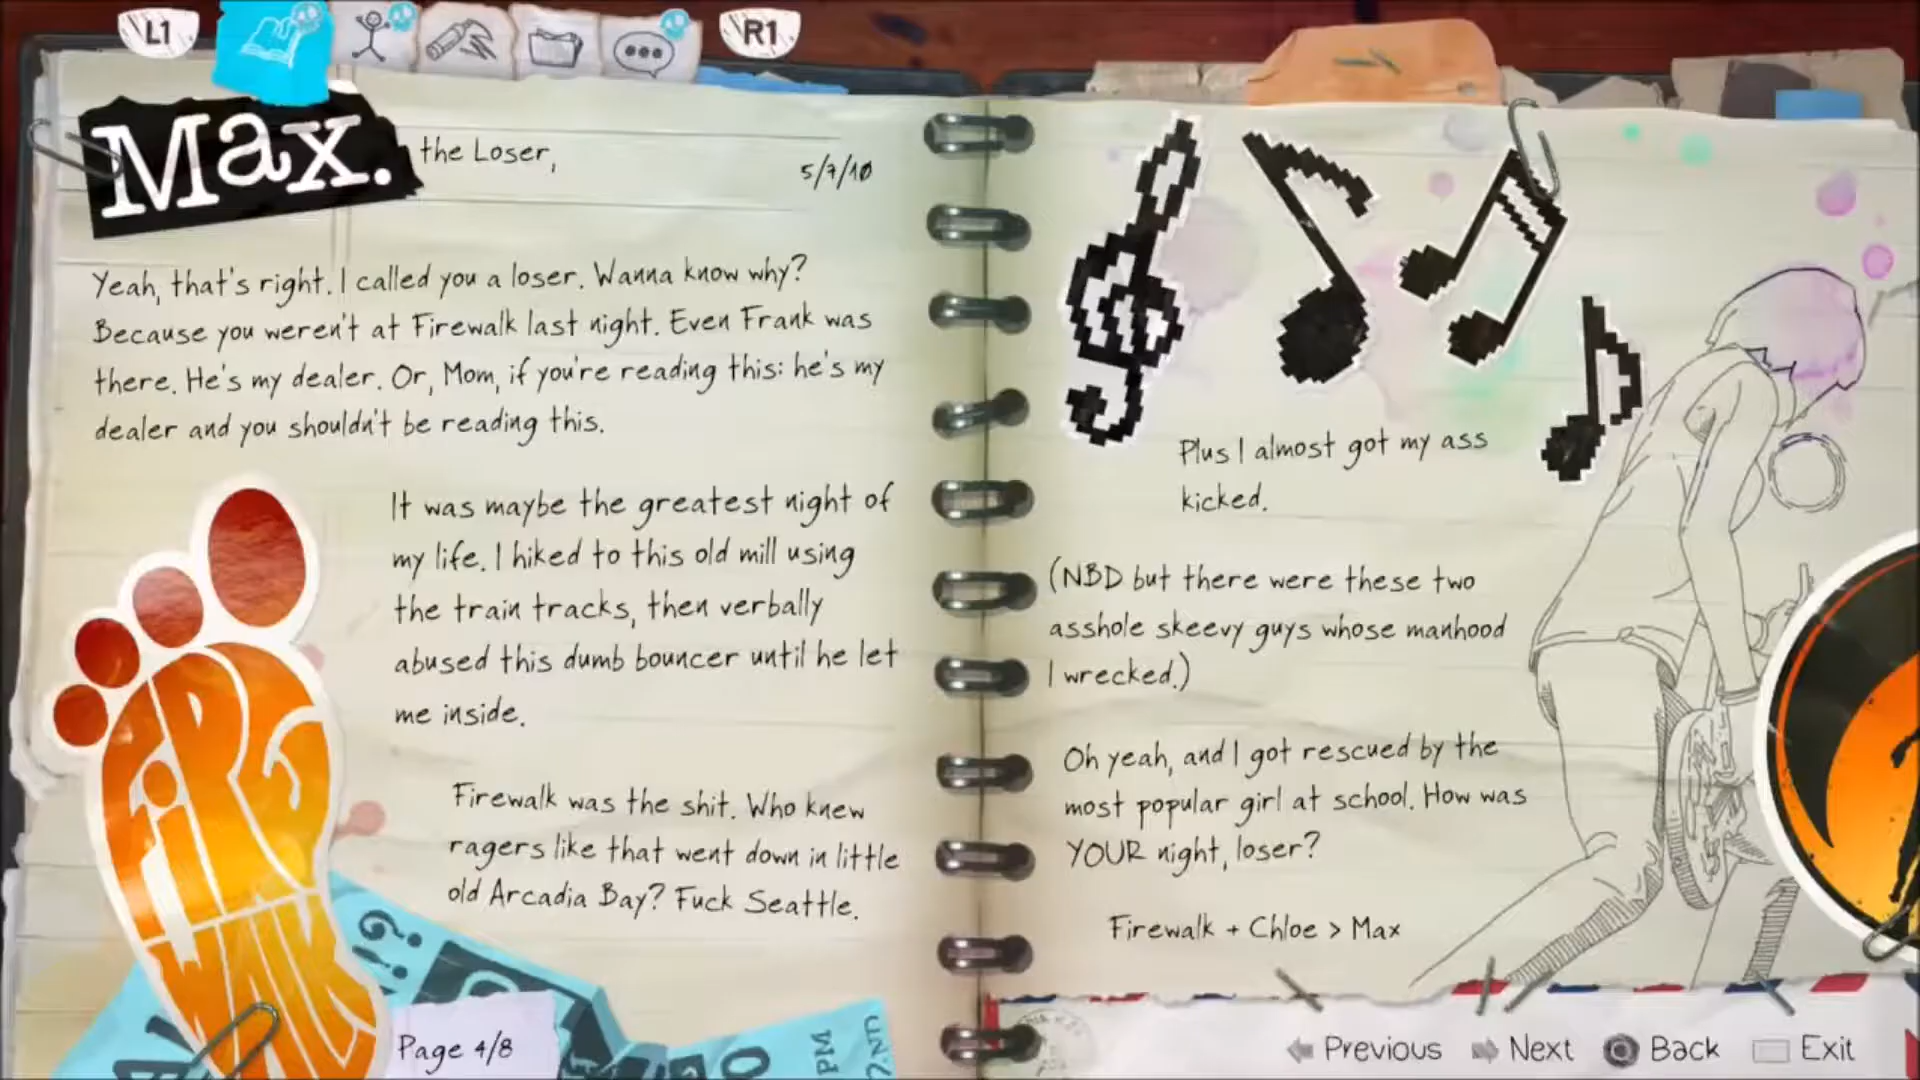 L1
R1
Max. the Loser,
5/7/10
Yeah, that's right. I called you a loser. Wanna know why?
Because you weren't at Firewalk last night. Even Frank was
there. He's my dealer. Or, Mom, if you're reading this: he's my
dealer and you shouldn't be reading this.
It was maybe the greatest night of
my life. I hiked to this old mill using
the train tracks, then verbally
abused this dumb bouncer until he let
me inside.
Firewalk was the shit. Who knew
ragers like that went down in little
old Arcadia Bay? Fuck Seattle.
FIRE
WALK
Page 4/8
Plus I almost got my ass
kicked.
(NBD but there were these two
asshole skeevy guys whose manhood
I wrecked.)
Oh yeah, and I got rescued by the
most popular girl at school. How was
YOUR night, loser?
Firewalk + Chloe > Max
Previous Next Back Exit